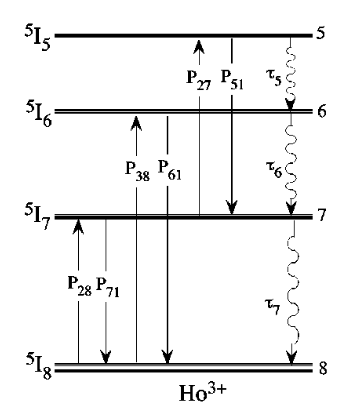 ⁵I₅ 5
P₂₇ P₅₁ τ₅
⁵I₆ 6
P₃₈ P₆₁ τ₆
⁵I₇ 7
P₂₈ P₇₁ τ₇
⁵I₈ 8
Ho³⁺